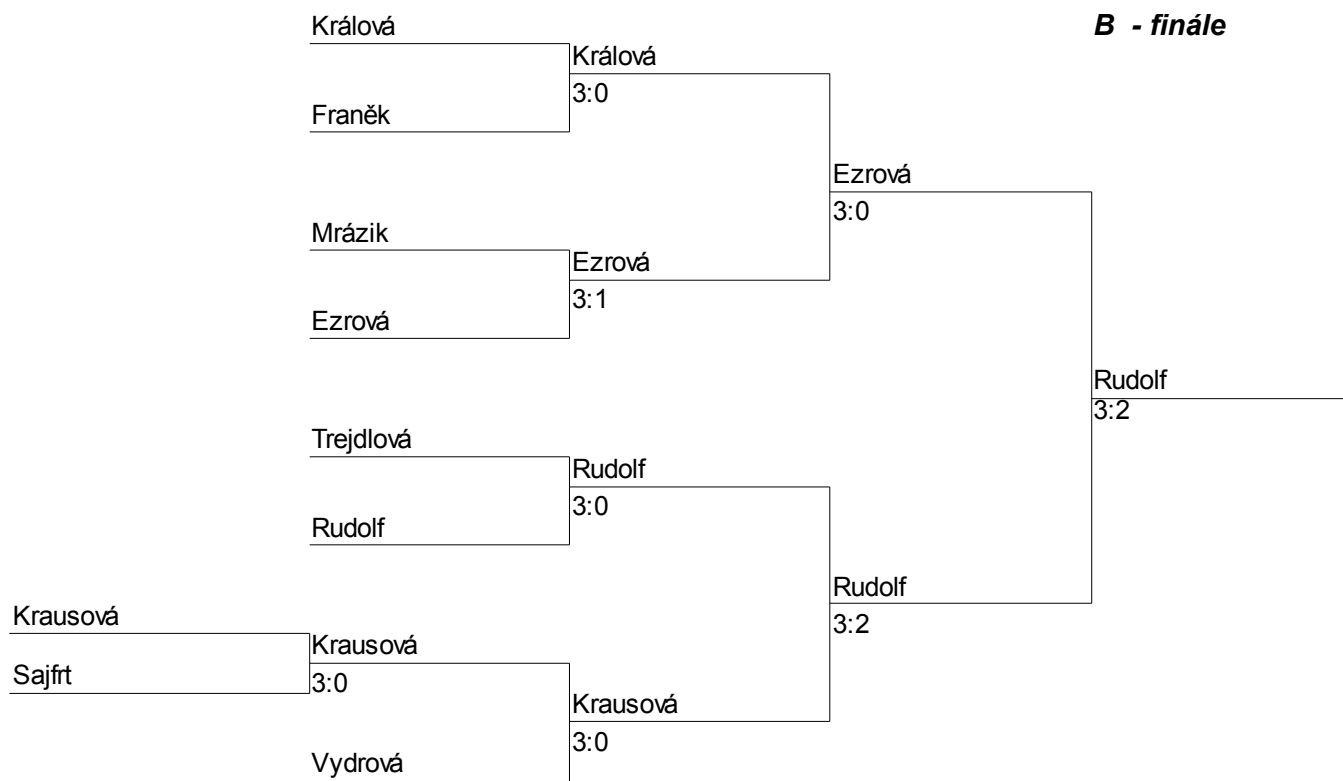 Králová
B - finále
Králová
3:0
Franěk
Ezrová
3:0
Mrázik
Ezrová
3:1
Ezrová
Rudolf
3:2
Trejdlová
Rudolf
3:0
Rudolf
Rudolf
3:2
Krausová
Krausová
3:0
Sajfrt
Krausová
3:0
Vydrová